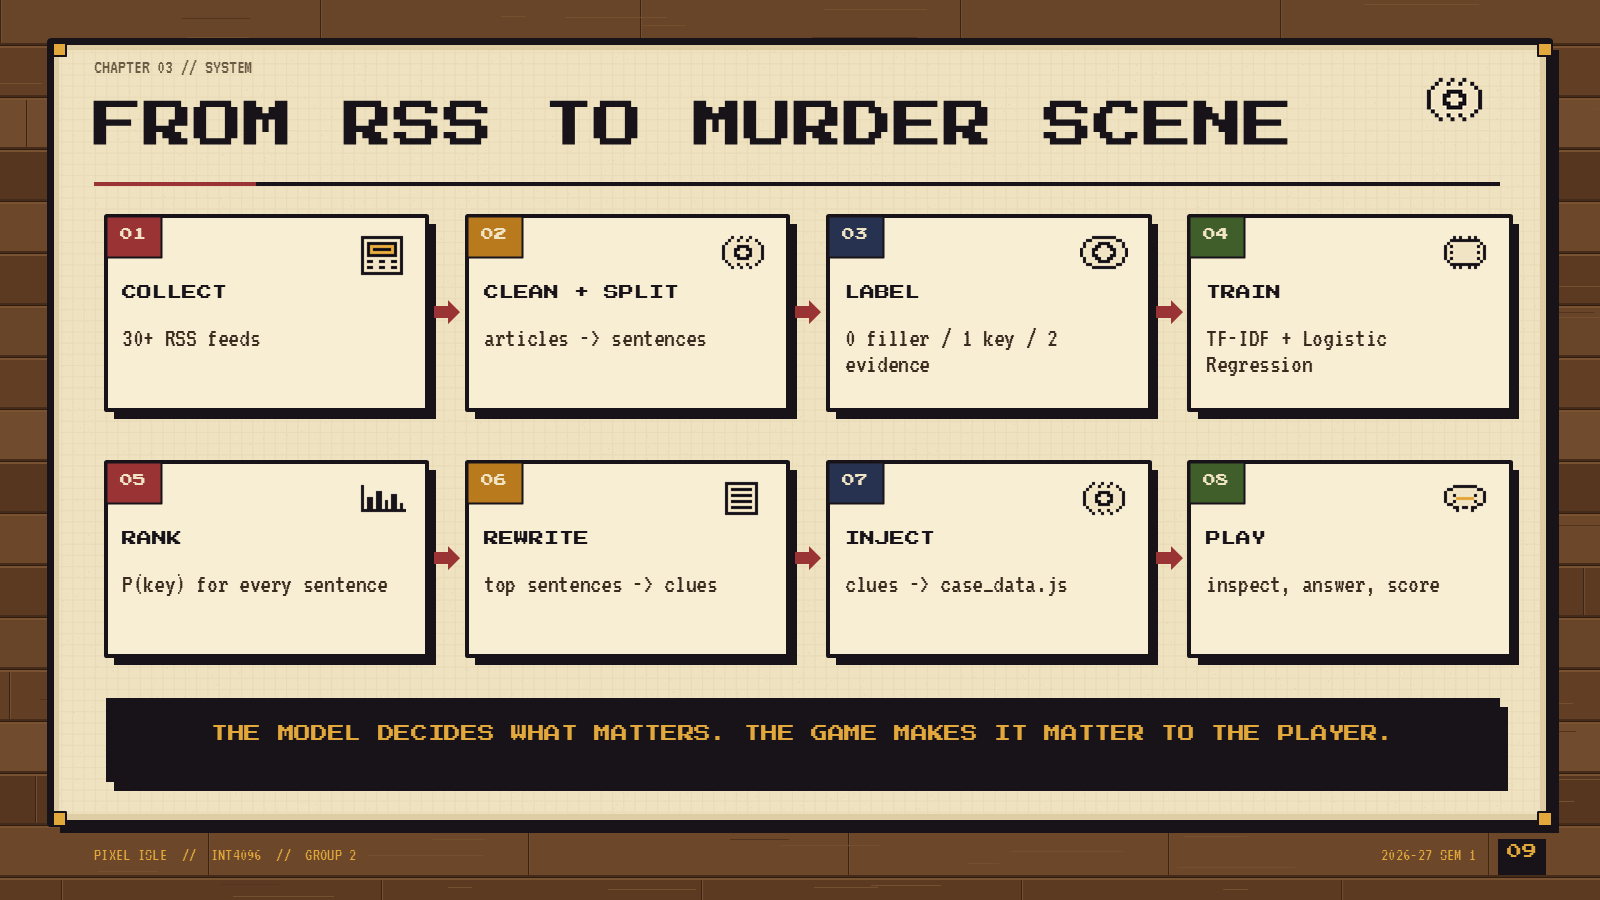 CHAPTER 03 // SYSTEM
FROM RSS TO MURDER SCENE
01
COLLECT
30+ RSS feeds
02
CLEAN + SPLIT
articles -> sentences
03
LABEL
0 filler / 1 key / 2
evidence
04
TRAIN
TF-IDF + Logistic
Regression
05
RANK
P(key) for every sentence
06
REWRITE
top sentences -> clues
07
INJECT
clues -> case_data.js
08
PLAY
inspect, answer, score
THE MODEL DECIDES WHAT MATTERS. THE GAME MAKES IT MATTER TO THE PLAYER.
PIXEL ISLE // INT4096 // GROUP 2
2026-27 SEM 1
09